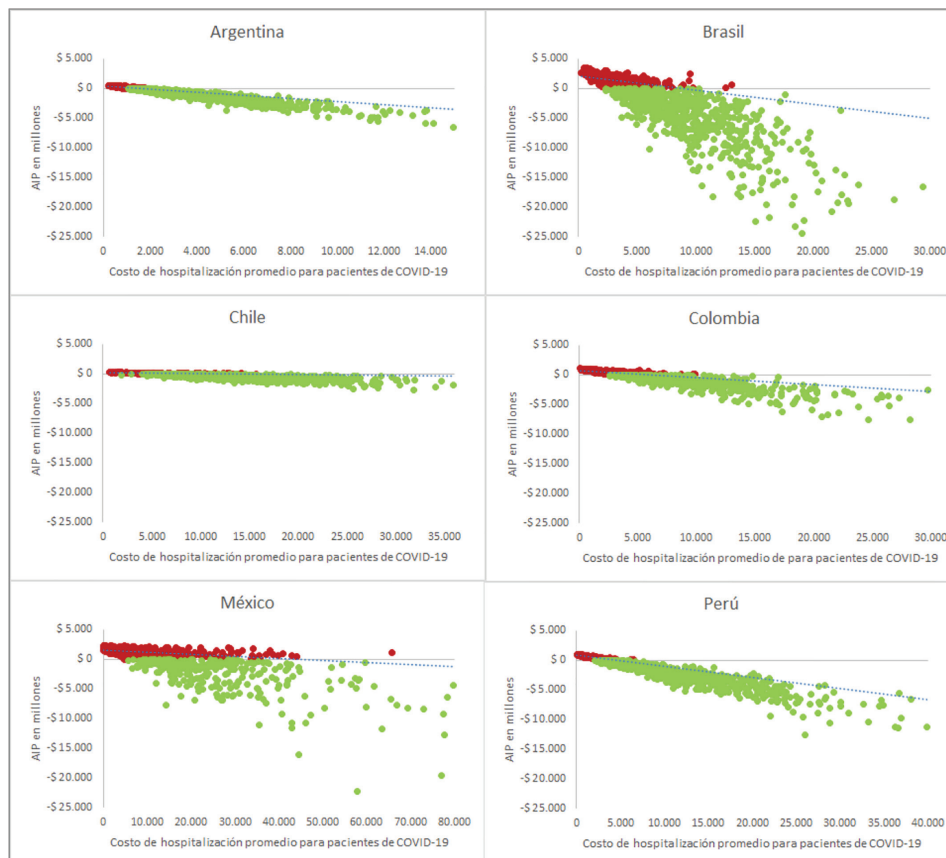 Argentina
$ 5.000
$ 0
-$5.000
-$10.000
-$15.000
-$20.000
-$25.000
AIP en millones
0 2.000 4.000 6.000 8.000 10.000 12.000 14.000
Costo de hospitalización promedio para pacientes de COVID-19
Brasil
$ 5.000
$ 0
-$5.000
-$10.000
-$15.000
-$20.000
-$25.000
AIP en millones
0 5.000 10.000 15.000 20.000 25.000 30.000
Costo de hospitalización promedio para pacientes de COVID-19
Chile
$ 5.000
$ 0
-$5.000
-$10.000
-$15.000
-$20.000
-$25.000
AIP en millones
0 5.000 10.000 15.000 20.000 25.000 30.000 35.000
Costo de hospitalización promedio para pacientes de COVID-19
Colombia
$ 5.000
$ 0
-$5.000
-$10.000
-$15.000
-$20.000
-$25.000
AIP en millones
0 5.000 10.000 15.000 20.000 25.000 30.000
Costo de hospitalización promedio de pacientes de COVID-19
México
$ 5.000
$ 0
-$5.000
-$10.000
-$15.000
-$20.000
-$25.000
AIP en millones
0 10.000 20.000 30.000 40.000 50.000 60.000 70.000 80.000
Costo de hospitalización promedio para pacientes de COVID-19
Perú
$ 5.000
$ 0
-$5.000
-$10.000
-$15.000
-$20.000
-$25.000
AIP en millones
0 5.000 10.000 15.000 20.000 25.000 30.000 35.000 40.000
Costo de hospitalización promedio para pacientes de COVID-19